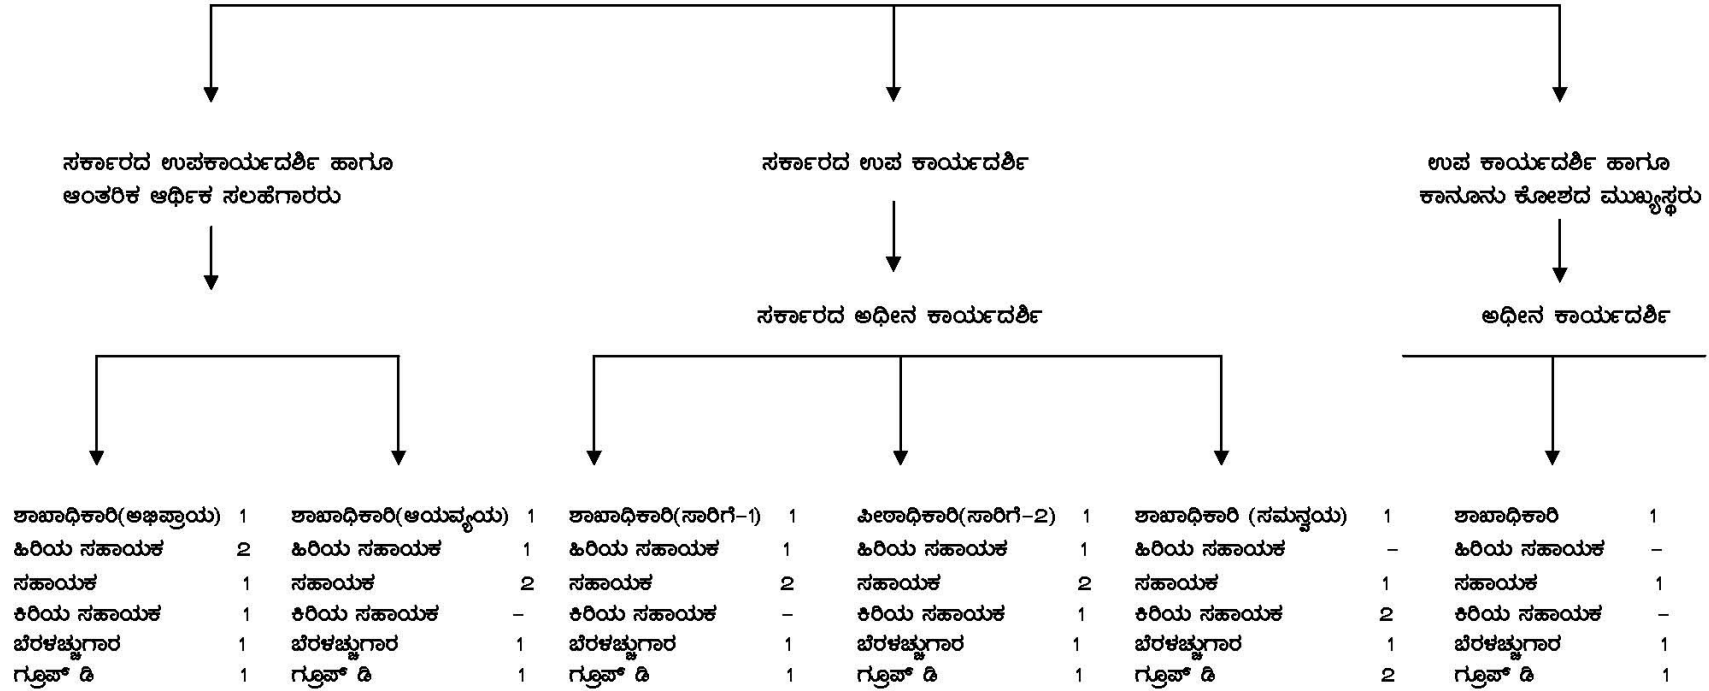 ಸರ್ಕಾರದ ಉಪಕಾರ್ಯದರ್ಶಿ ಹಾಗೂ
ಆಂತರಿಕ ಆರ್ಥಿಕ ಸಲಹೆಗಾರರು
ಸರ್ಕಾರದ ಉಪ ಕಾರ್ಯದರ್ಶಿ
ಉಪ ಕಾರ್ಯದರ್ಶಿ ಹಾಗೂ
ಕಾನೂನು ಕೋಶದ ಮುಖ್ಯಸ್ಥರು
ಸರ್ಕಾರದ ಅಧೀನ ಕಾರ್ಯದರ್ಶಿ
ಅಧೀನ ಕಾರ್ಯದರ್ಶಿ
ಶಾಖಾಧಿಕಾರಿ(ಅಭಿಪ್ರಾಯ) 1
ಹಿರಿಯ ಸಹಾಯಕ 2
ಸಹಾಯಕ 1
ಕಿರಿಯ ಸಹಾಯಕ 1
ಬೆರಳಚ್ಚುಗಾರ 1
ಗ್ರೂಪ್ ಡಿ 1
ಶಾಖಾಧಿಕಾರಿ(ಆಯವ್ಯಯ) 1
ಹಿರಿಯ ಸಹಾಯಕ 1
ಸಹಾಯಕ 2
ಕಿರಿಯ ಸಹಾಯಕ -
ಬೆರಳಚ್ಚುಗಾರ 1
ಗ್ರೂಪ್ ಡಿ 1
ಶಾಖಾಧಿಕಾರಿ(ಸಾರಿಗೆ-1) 1
ಹಿರಿಯ ಸಹಾಯಕ 1
ಸಹಾಯಕ 2
ಕಿರಿಯ ಸಹಾಯಕ -
ಬೆರಳಚ್ಚುಗಾರ 1
ಗ್ರೂಪ್ ಡಿ 1
ಪೀಠಾಧಿಕಾರಿ(ಸಾರಿಗೆ-2) 1
ಹಿರಿಯ ಸಹಾಯಕ 1
ಸಹಾಯಕ 2
ಕಿರಿಯ ಸಹಾಯಕ 1
ಬೆರಳಚ್ಚುಗಾರ 1
ಗ್ರೂಪ್ ಡಿ 1
ಶಾಖಾಧಿಕಾರಿ (ಸಮನ್ವಯ) 1
ಹಿರಿಯ ಸಹಾಯಕ -
ಸಹಾಯಕ 1
ಕಿರಿಯ ಸಹಾಯಕ 2
ಬೆರಳಚ್ಚುಗಾರ 1
ಗ್ರೂಪ್ ಡಿ 2
ಶಾಖಾಧಿಕಾರಿ 1
ಹಿರಿಯ ಸಹಾಯಕ -
ಸಹಾಯಕ 1
ಕಿರಿಯ ಸಹಾಯಕ -
ಬೆರಳಚ್ಚುಗಾರ 1
ಗ್ರೂಪ್ ಡಿ 1